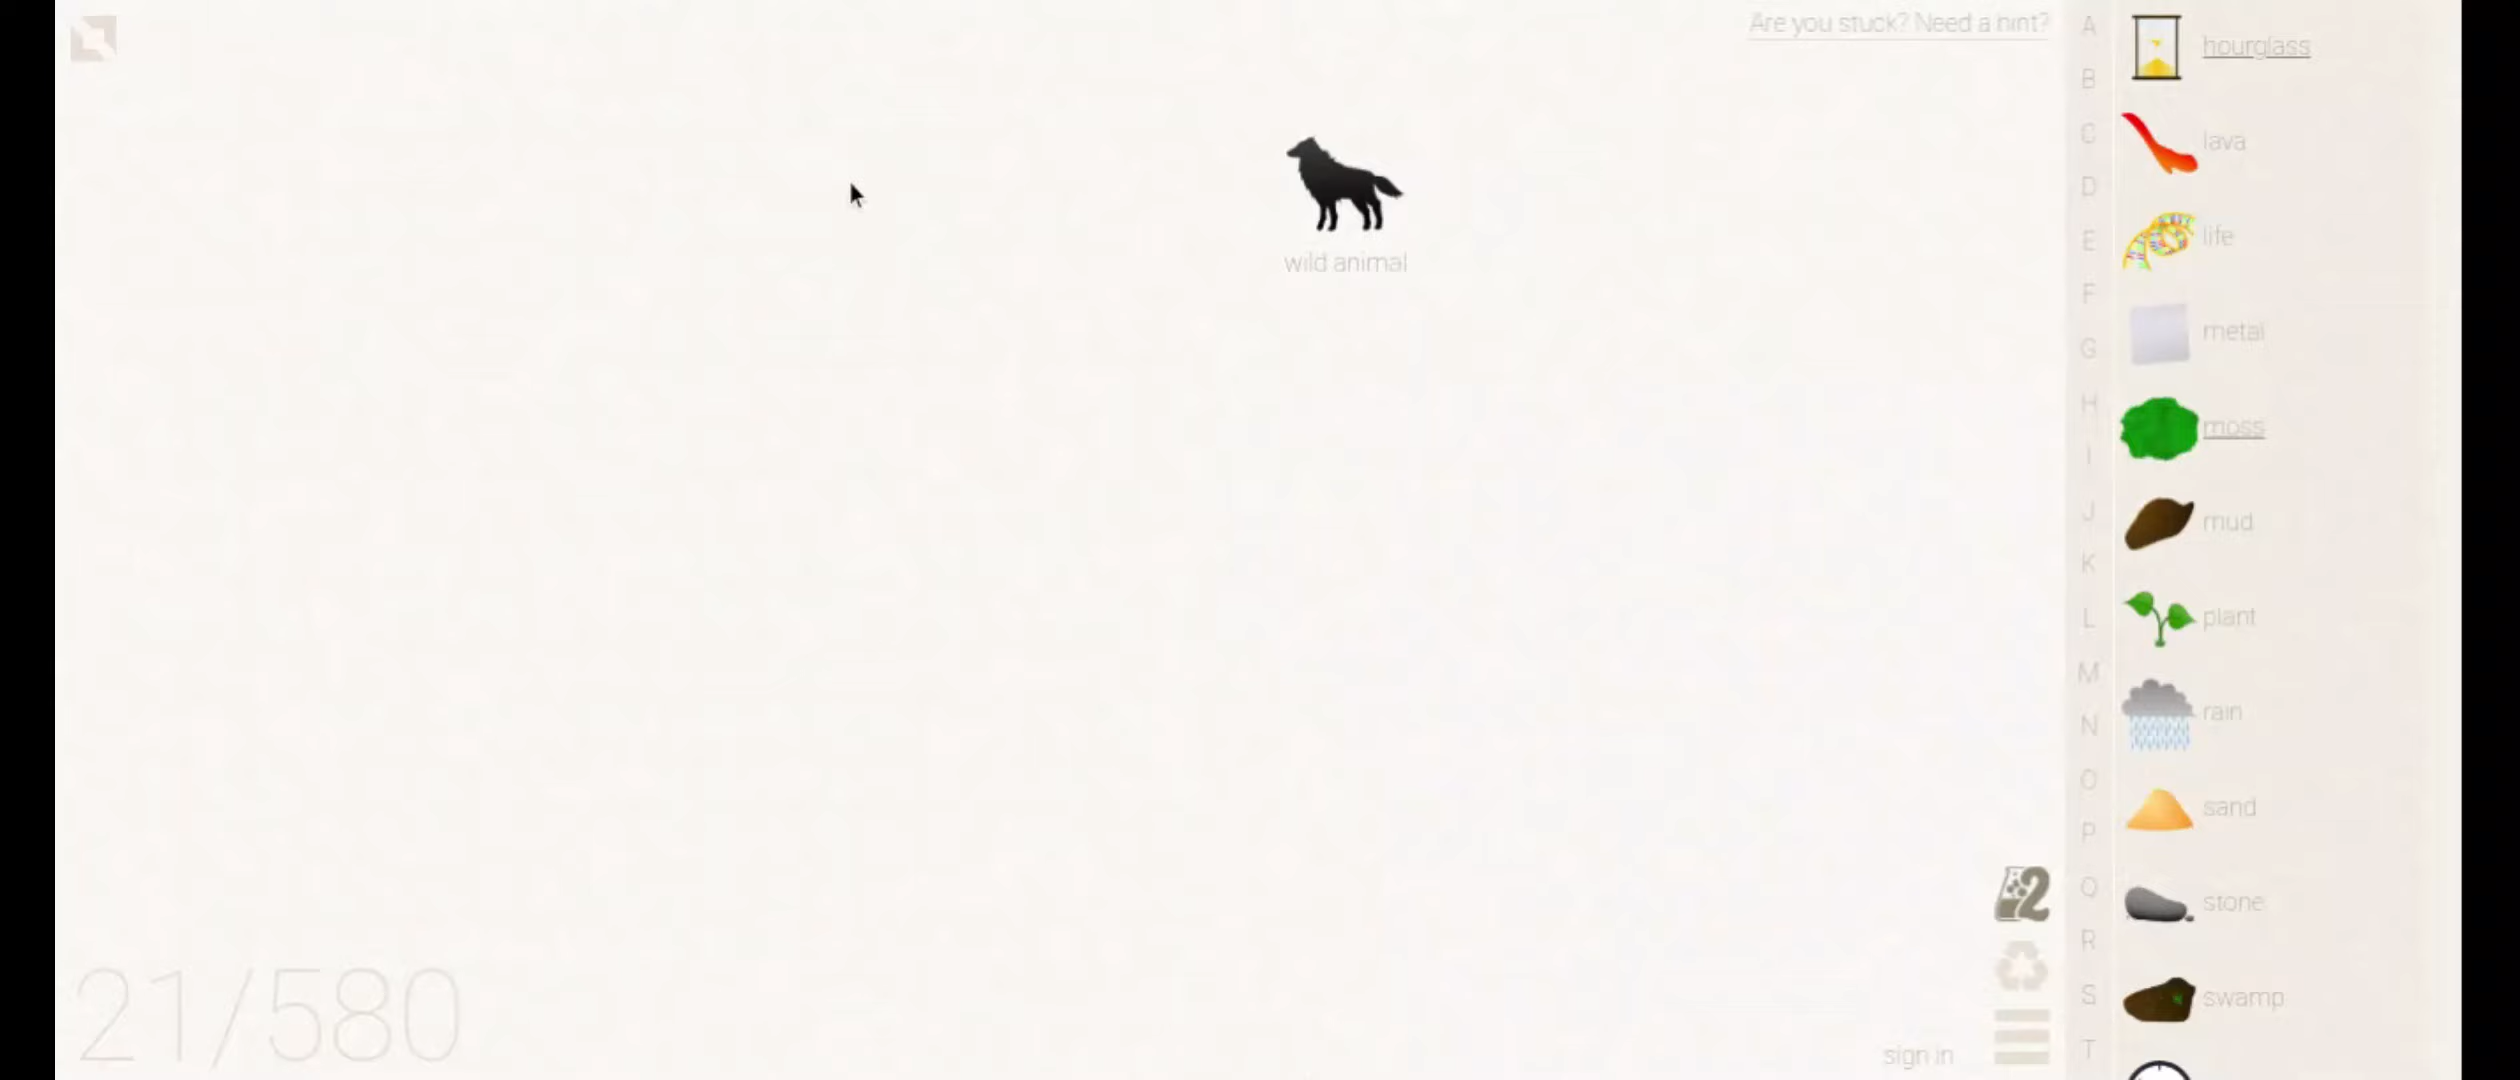 Are you stuck? Need a hint?
wild animal
21/580
sign in
2
A
B
C
D
E
F
G
H
I
J
K
L
M
N
O
P
Q
R
S
T
hourglass
lava
life
metal
moss
mud
plant
rain
sand
stone
swamp